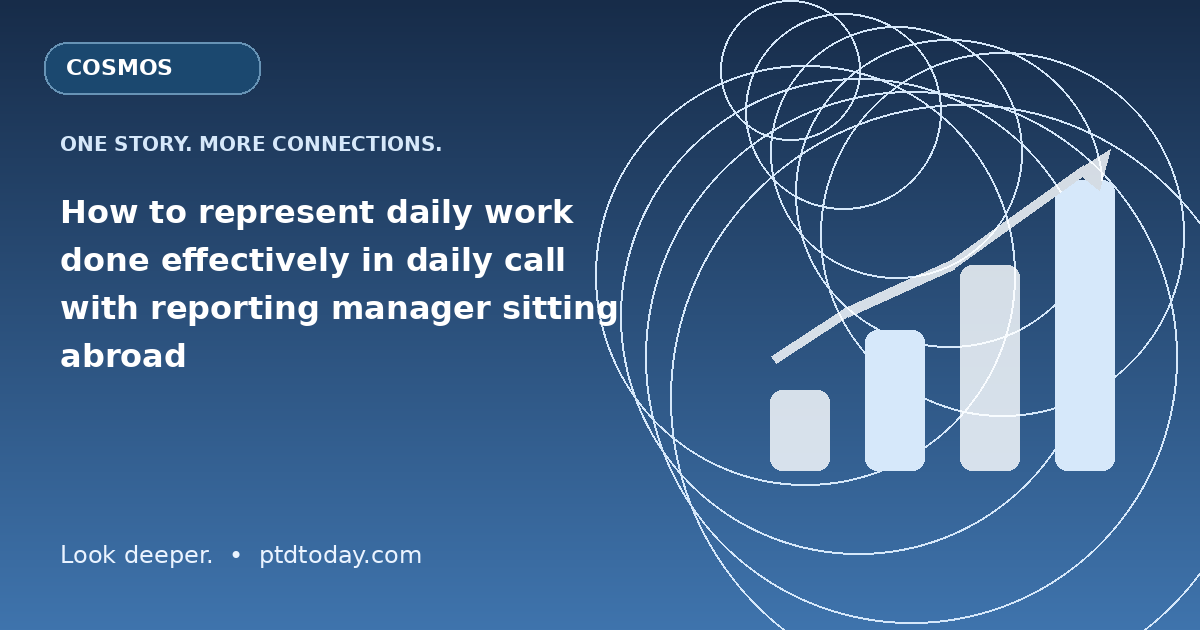 COSMOS
ONE STORY. MORE CONNECTIONS.
How to represent daily work
done effectively in daily call
with reporting manager sitting
abroad
Look deeper. • ptdtoday.com